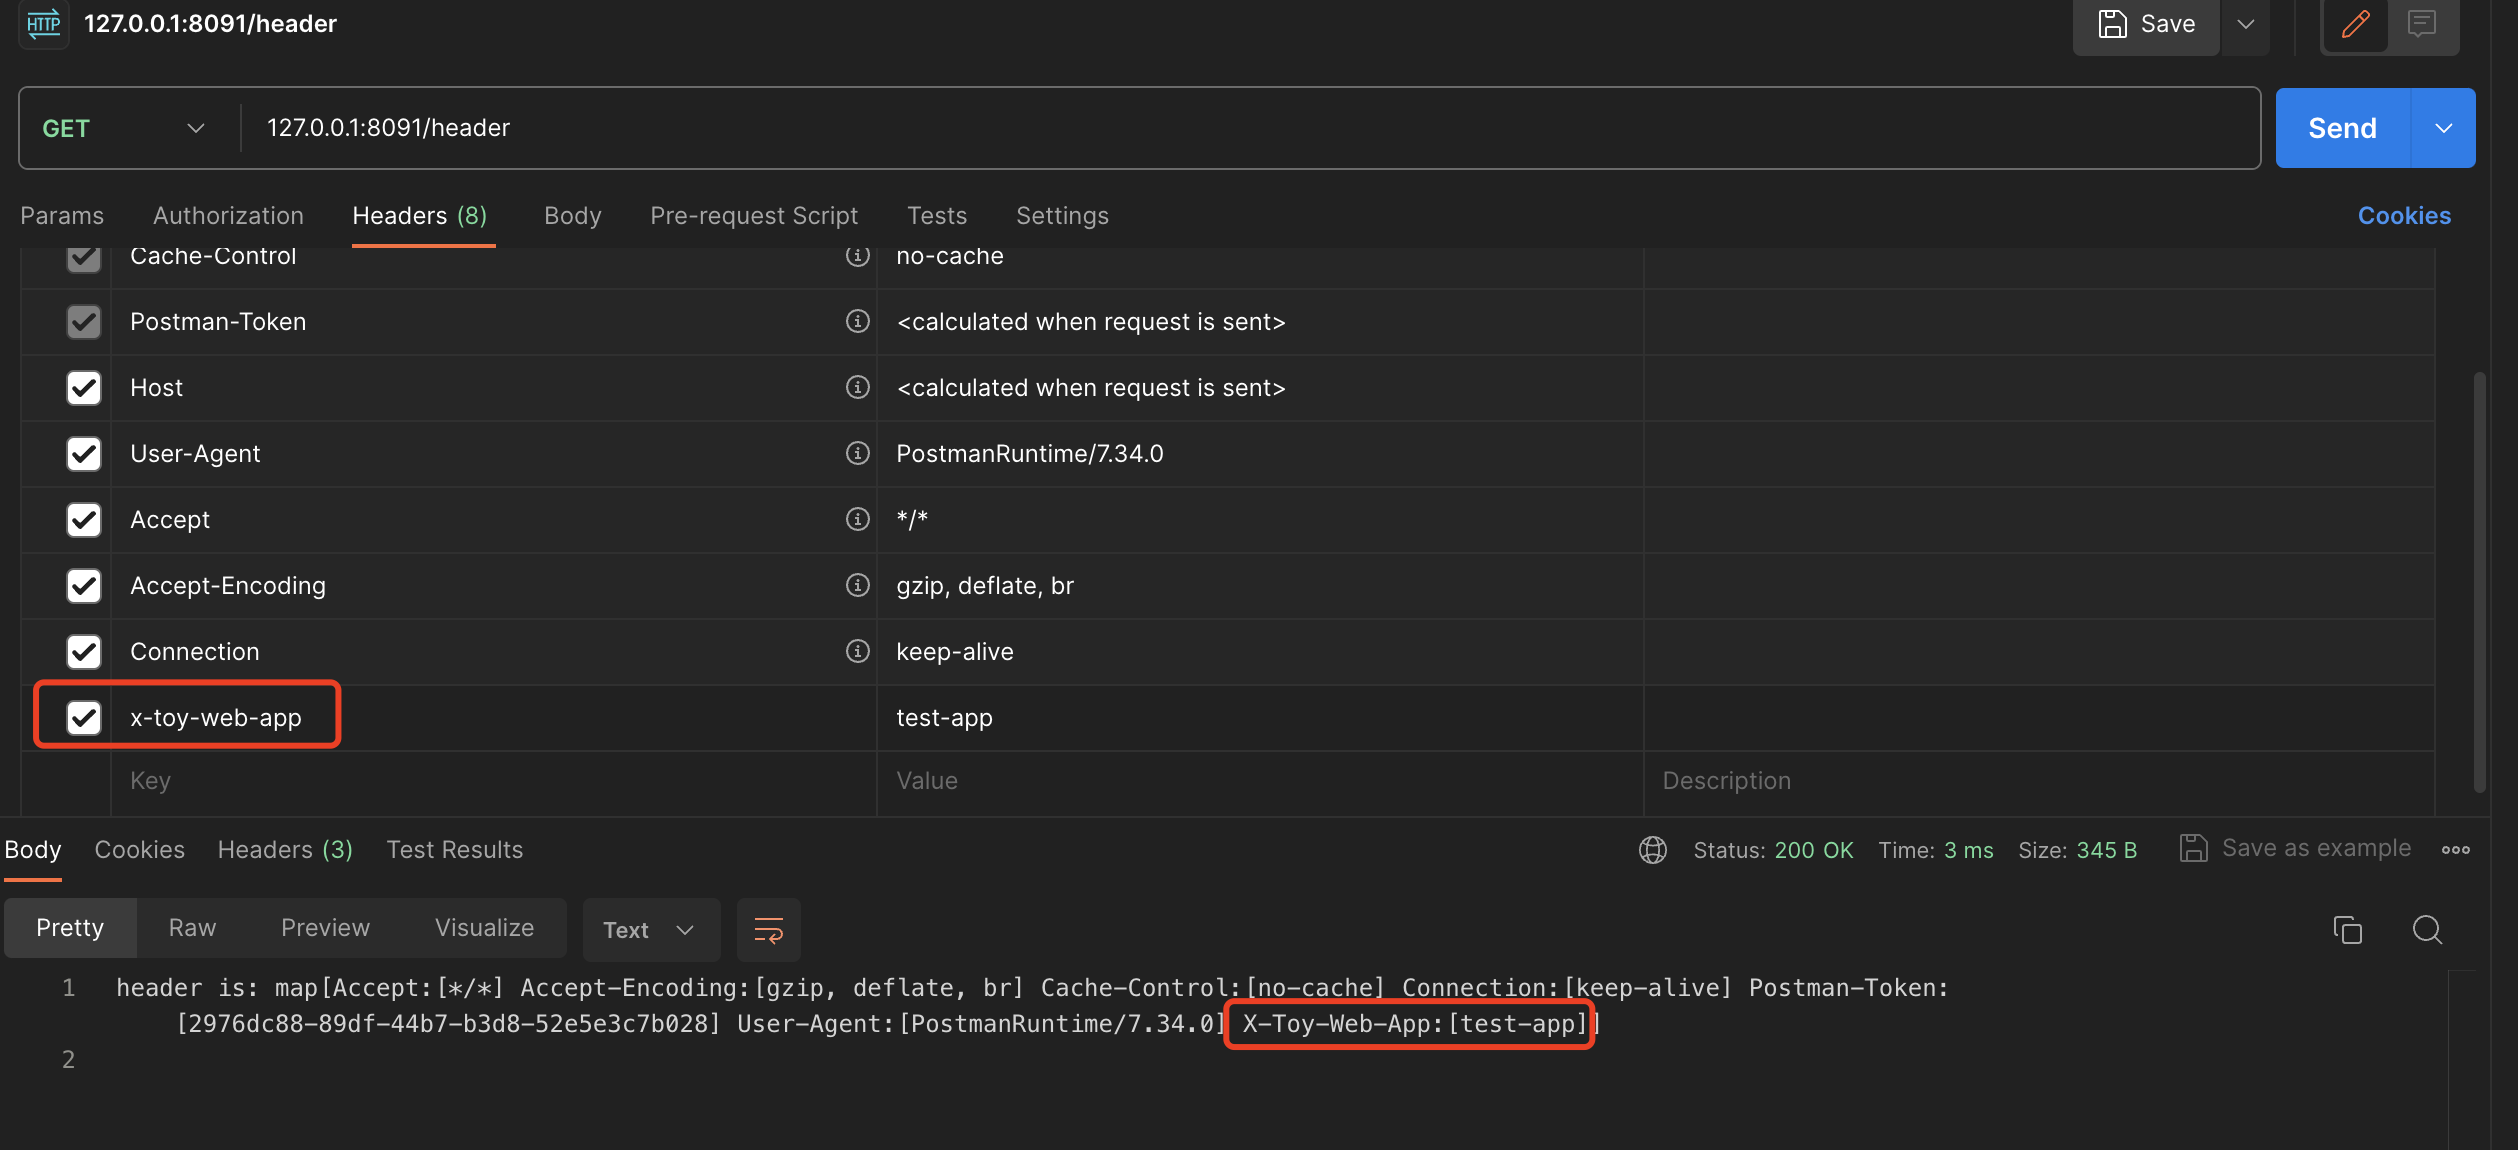 HTTP 127.0.0.1:8091/header Save
GET 127.0.0.1:8091/header Send
Params Authorization Headers (8) Body Pre-request Script Tests Settings Cookies
Cache-Control no-cache
Postman-Token <calculated when request is sent>
Host <calculated when request is sent>
User-Agent PostmanRuntime/7.34.0
Accept */*
Accept-Encoding gzip, deflate, br
Connection keep-alive
x-toy-web-app test-app
Key Value Description
Body Cookies Headers (3) Test Results Status: 200 OK Time: 3 ms Size: 345 B Save as example
Pretty Raw Preview Visualize Text
1 header is: map[Accept:[*/*] Accept-Encoding:[gzip, deflate, br] Cache-Control:[no-cache] Connection:[keep-alive] Postman-Token:
[2976dc88-89df-44b7-b3d8-52e5e3c7b028] User-Agent:[PostmanRuntime/7.34.0] X-Toy-Web-App:[test-app]]
2